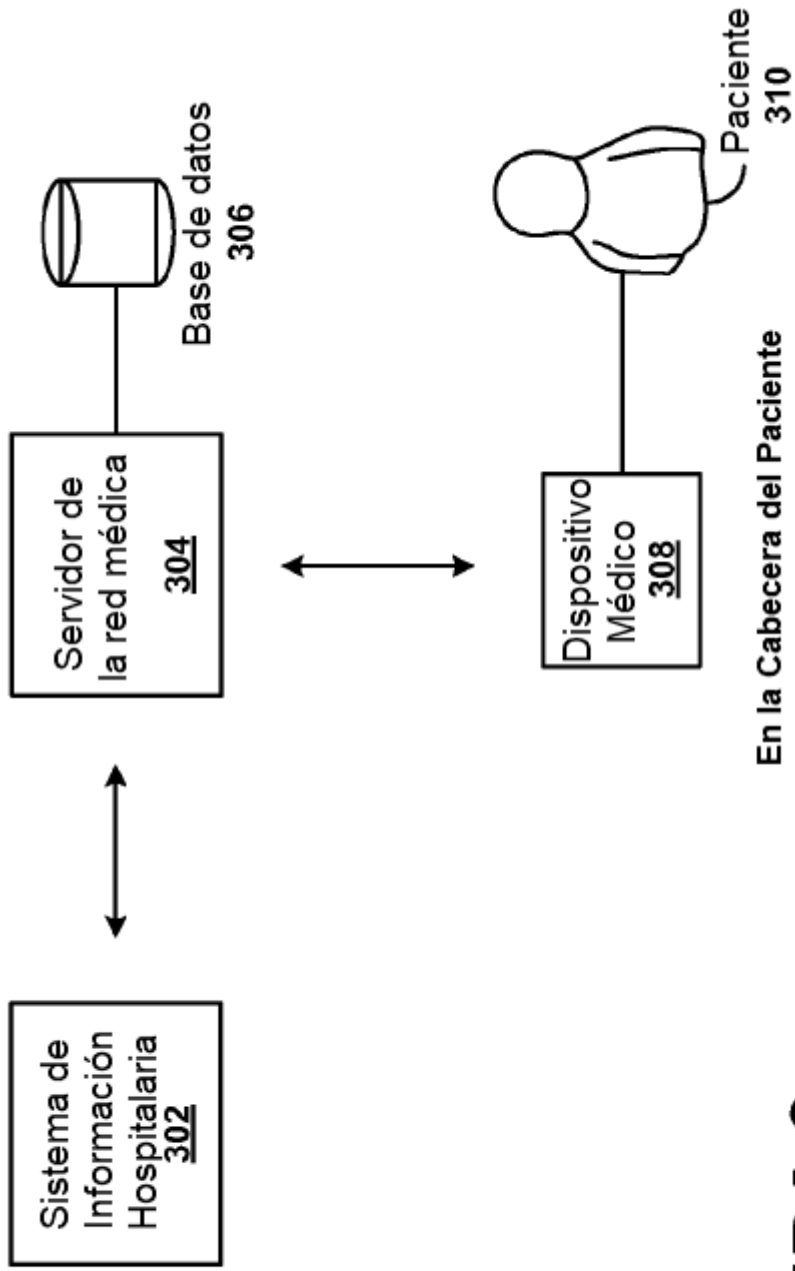 Sistema de
Información
Hospitalaria
302
Servidor de
la red médica
304
Base de datos
306
Dispositivo
Médico
308
Paciente
310
En la Cabecera del Paciente